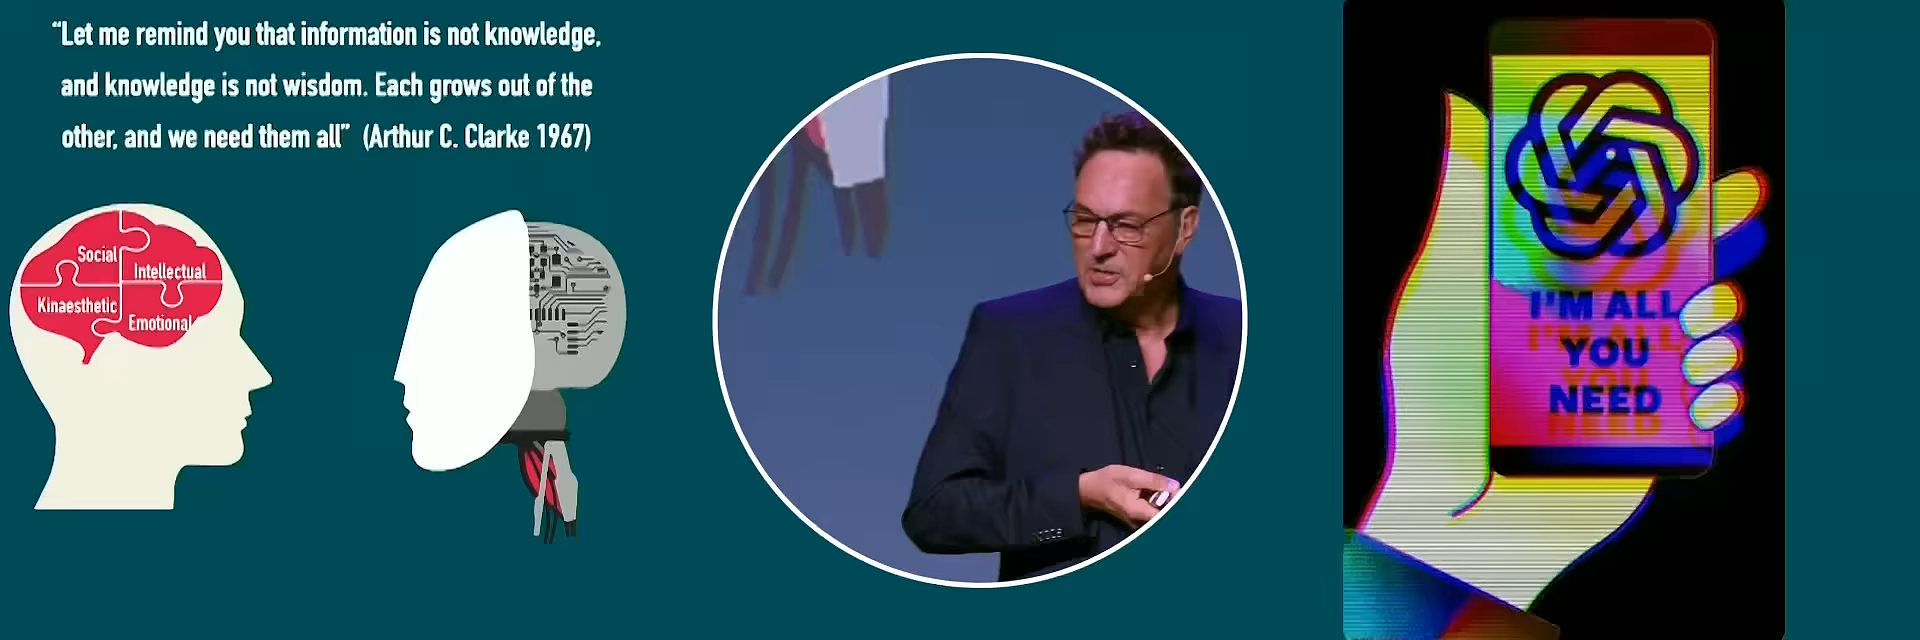 “Let me remind you that information is not knowledge,
and knowledge is not wisdom. Each grows out of the
other, and we need them all” (Arthur C. Clarke 1967)
Social
Intellectual
Kinaesthetic
Emotional
I'M ALL
YOU
NEED